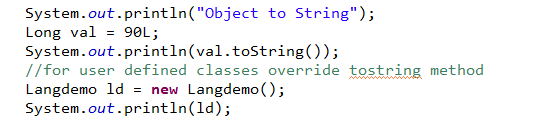 System.out.println("Object to String");
Long val = 90L;
System.out.println(val.toString());
//for user defined classes override tostring method
Langdemo ld = new Langdemo();
System.out.println(ld);